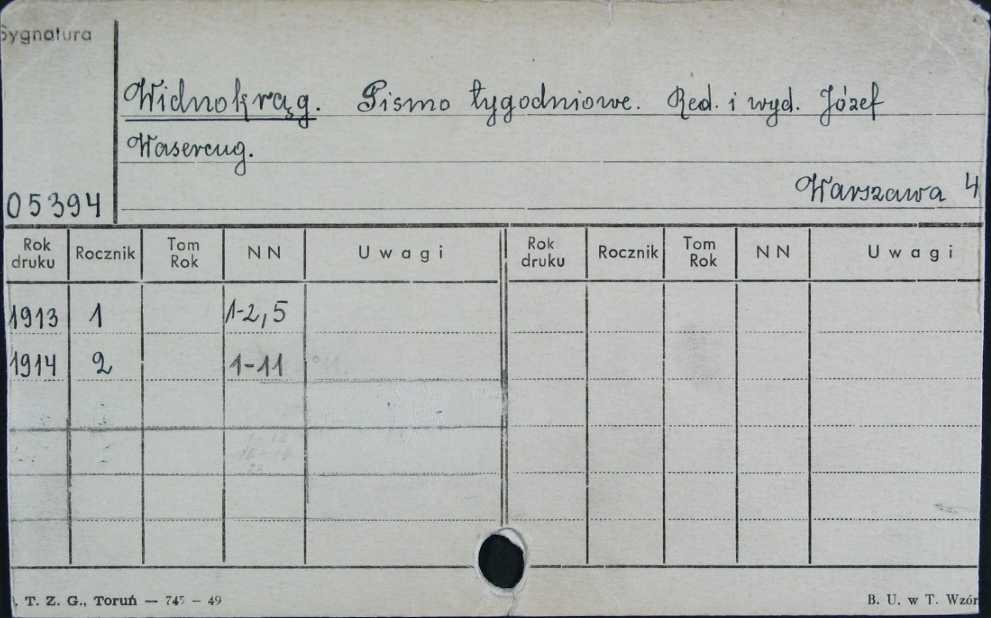 Sygnatura
Widnokrąg. Pismo tygodniowe. Red. i wyd. Józef
Wasercug.
Warszawa 4
05394
Rok druku Rocznik Tom Rok NN Uwagi Rok druku Rocznik Tom Rok NN Uwagi
1913 1 1-2,5
1914 2 1-11
T. Z. G., Toruń — 745 — 49 B. U. w T. Wzór